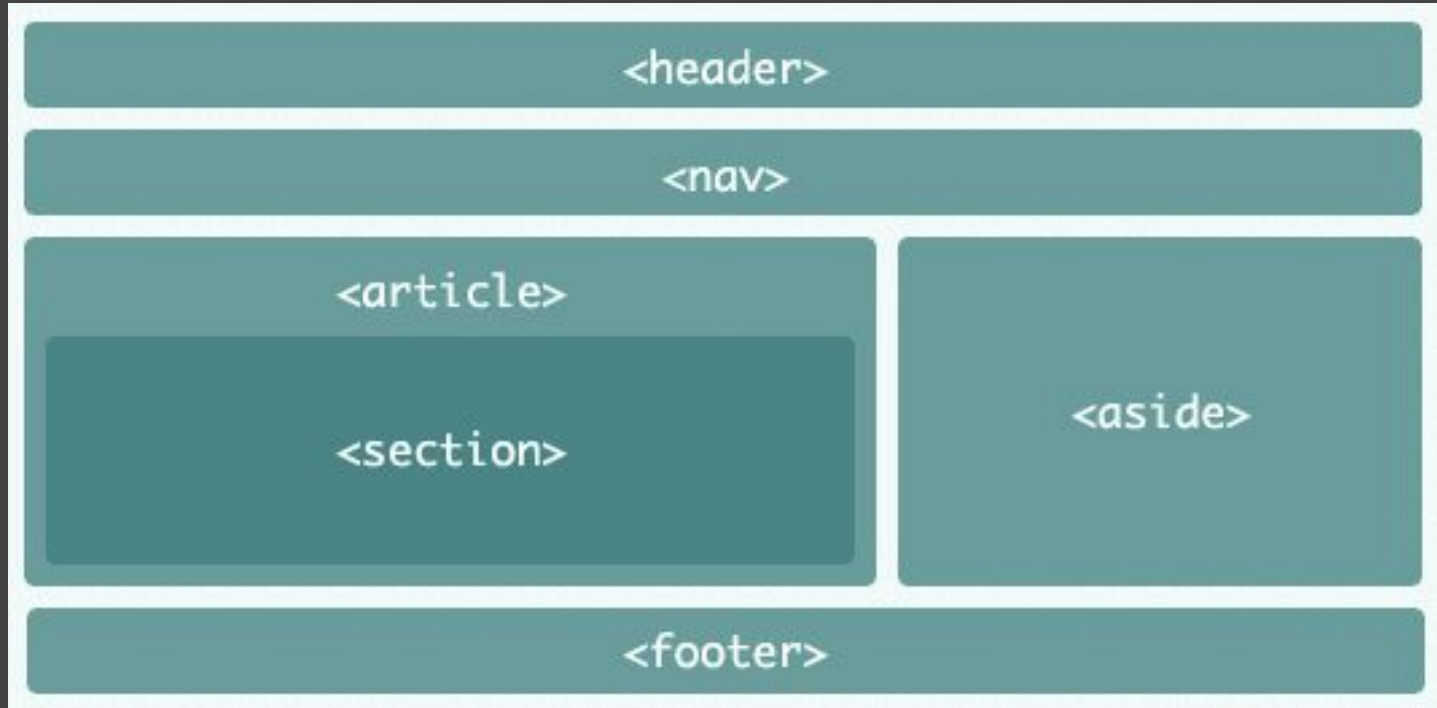 <header>
<nav>
<article>
<section>
<aside>
<footer>